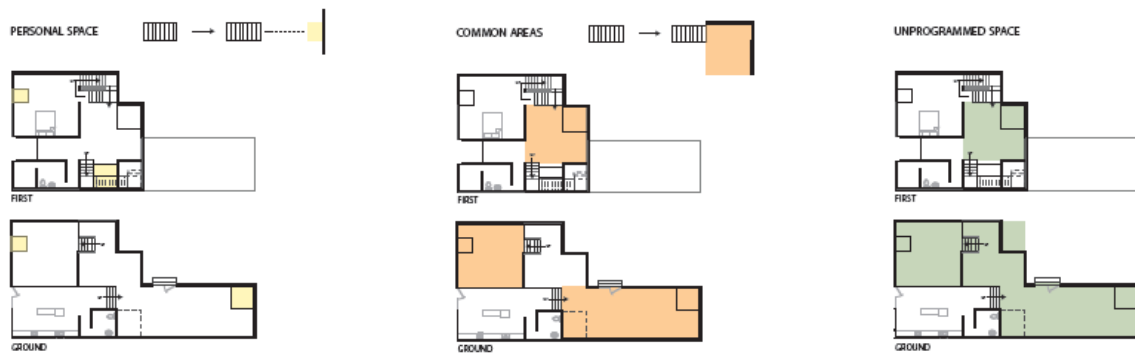 PERSONAL SPACE
COMMON AREAS
UNPROGRAMMED SPACE
FIRST
FIRST
FIRST
GROUND
GROUND
GROUND